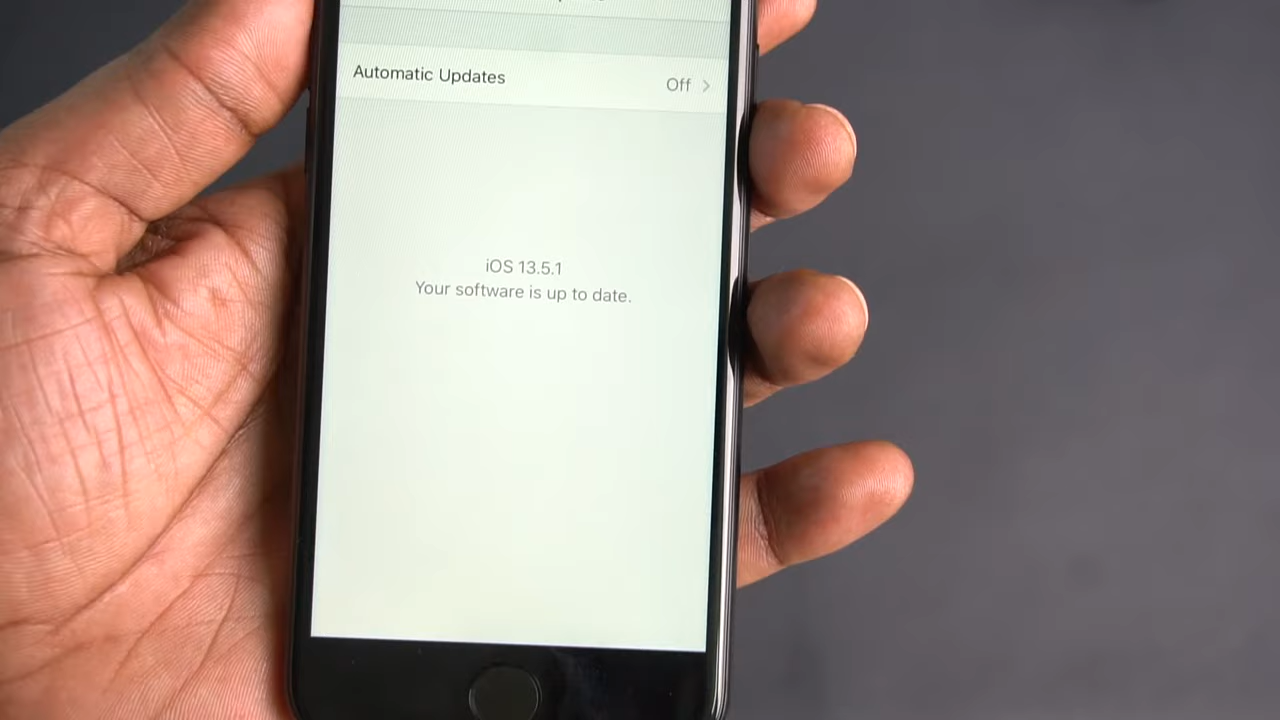 Automatic Updates
Off
iOS 13.5.1
Your software is up to date.